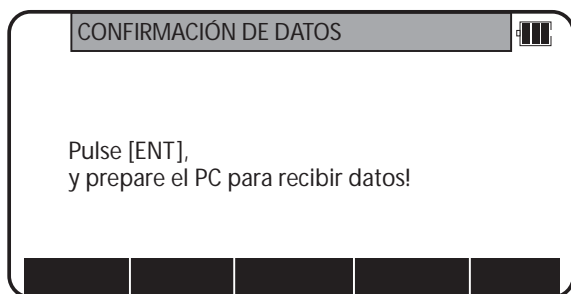 CONFIRMACIÓN DE DATOS
Pulse [ENT],
y prepare el PC para recibir datos!